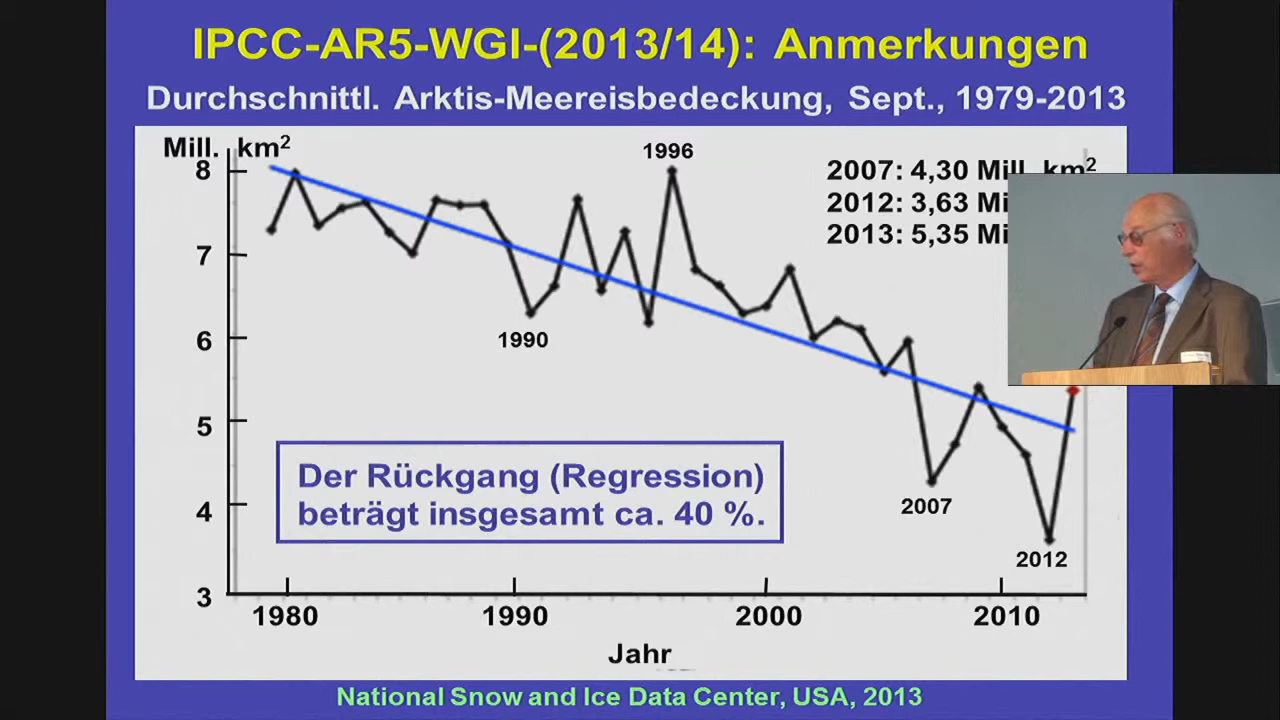 IPCC-AR5-WGI-(2013/14): Anmerkungen
Durchschnittl. Arktis-Meereisbedeckung, Sept., 1979-2013
Mill. km²
8
7
6
5
4
3
1996
1990
2007
2012
2007: 4,30 Mill. km²
2012: 3,63
2013: 5,35
Der Rückgang (Regression)
beträgt insgesamt ca. 40 %.
1980 1990 2000 2010
Jahr
National Snow and Ice Data Center, USA, 2013